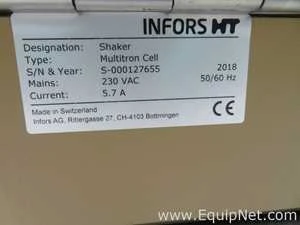 INFORS HT
Designation: Shaker
Type: Multitron Cell
S/N & Year: S-000127655 2018
Mains: 230 VAC 50/60 Hz
Current: 5.7 A
Made in Switzerland
Infors AG, Rittergasse 27, CH-4103 Bottmingen
CE
www.EquipNet.com